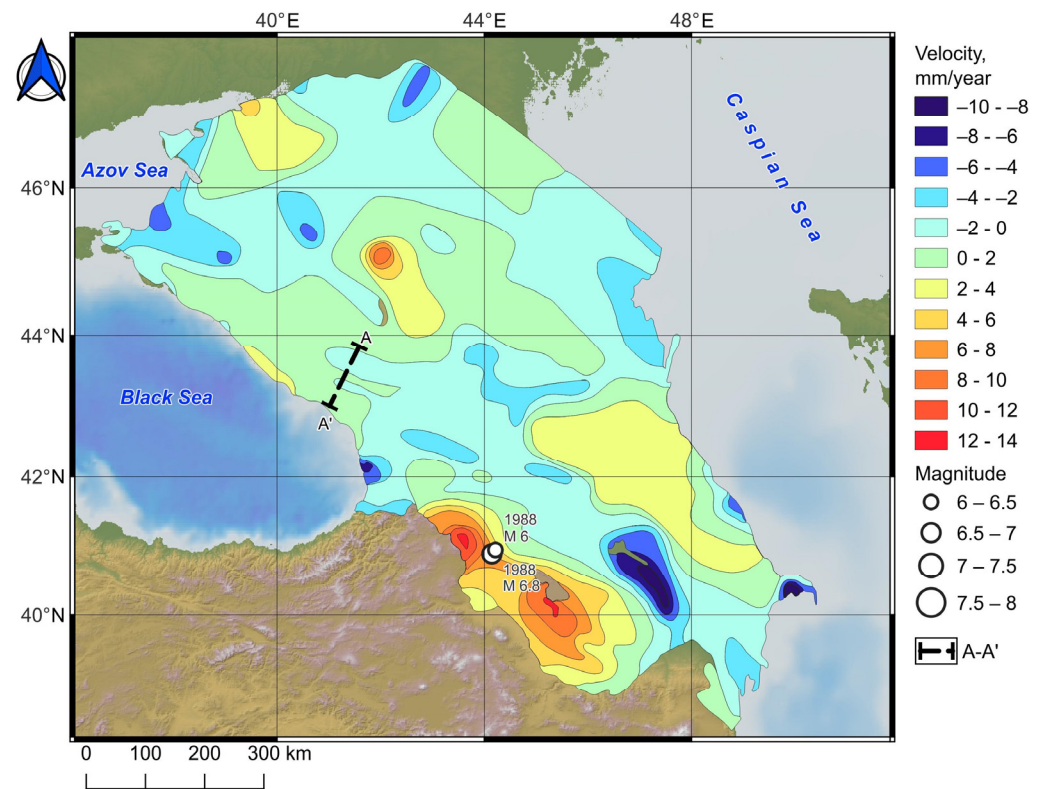 40°E 44°E 48°E
46°N
44°N
42°N
40°N
Azov Sea
Black Sea
Caspian Sea
A
A'
1988
M 6
1988
M 6.8
0 100 200 300 km
Velocity,
mm/year
–10 - –8
–8 - –6
–6 - –4
–4 - –2
–2 - 0
0 - 2
2 - 4
4 - 6
6 - 8
8 - 10
10 - 12
12 - 14
Magnitude
6 – 6.5
6.5 – 7
7 – 7.5
7.5 – 8
A-A'